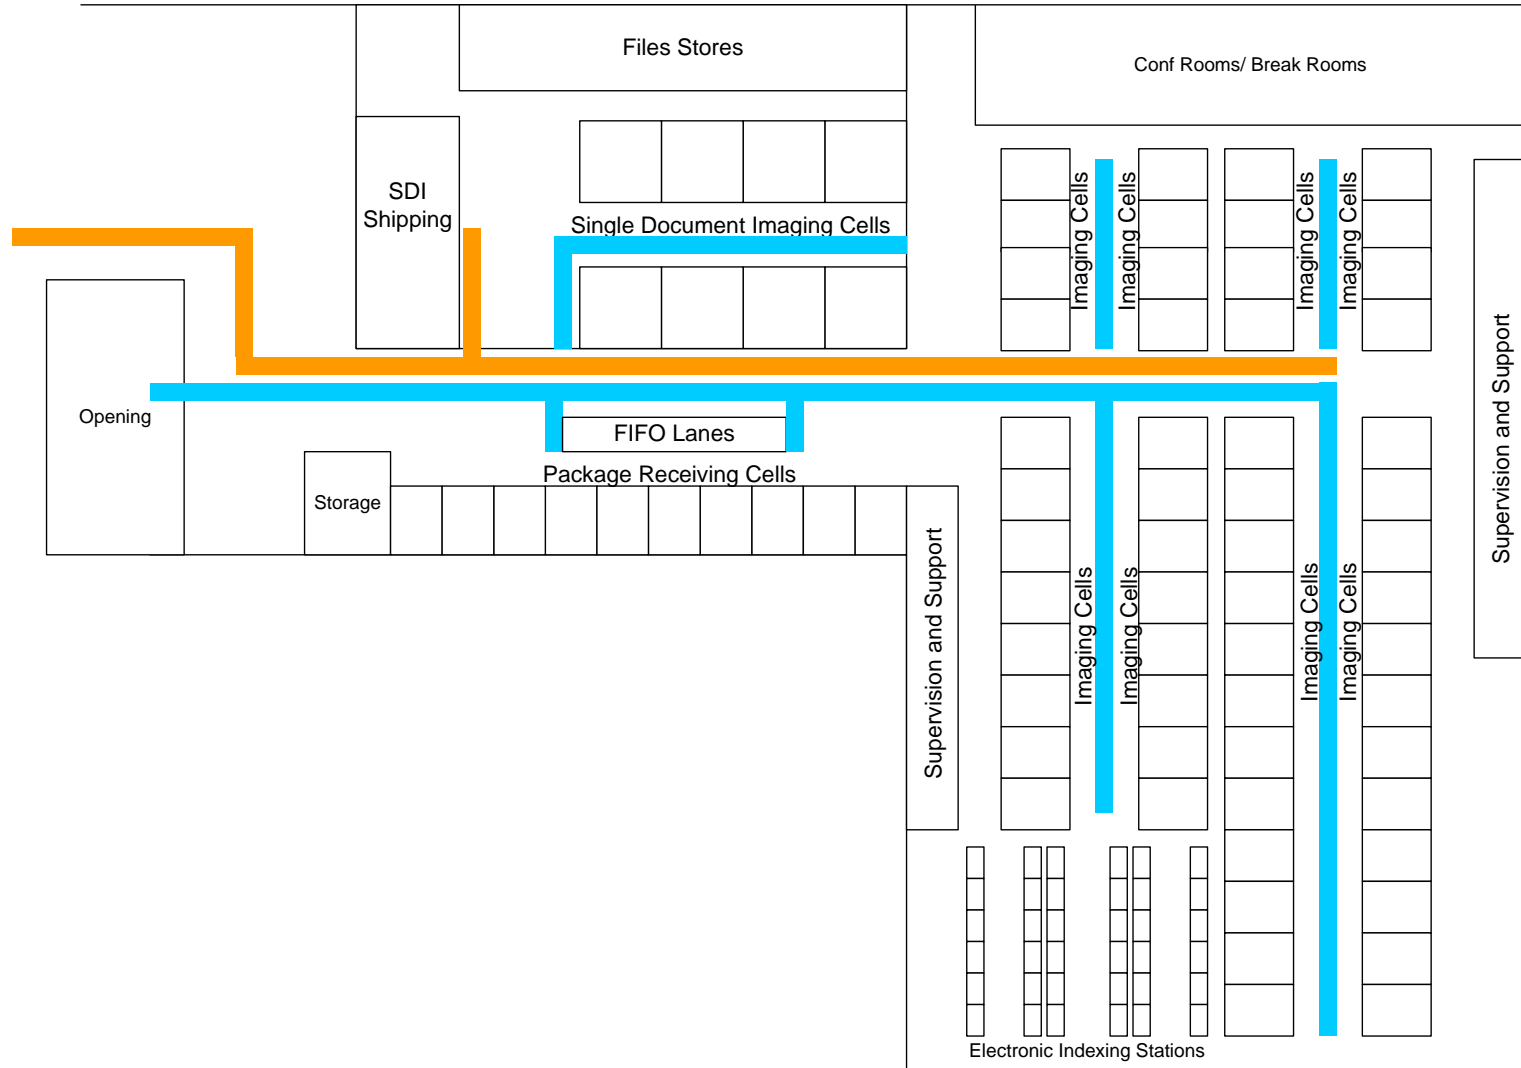 Files Stores
Conf Rooms/ Break Rooms
SDI
Shipping
Single Document Imaging Cells
Imaging Cells
Imaging Cells
Imaging Cells
Imaging Cells
Opening
FIFO Lanes
Package Receiving Cells
Storage
Supervision and Support
Supervision and Support
Imaging Cells
Imaging Cells
Imaging Cells
Imaging Cells
Electronic Indexing Stations